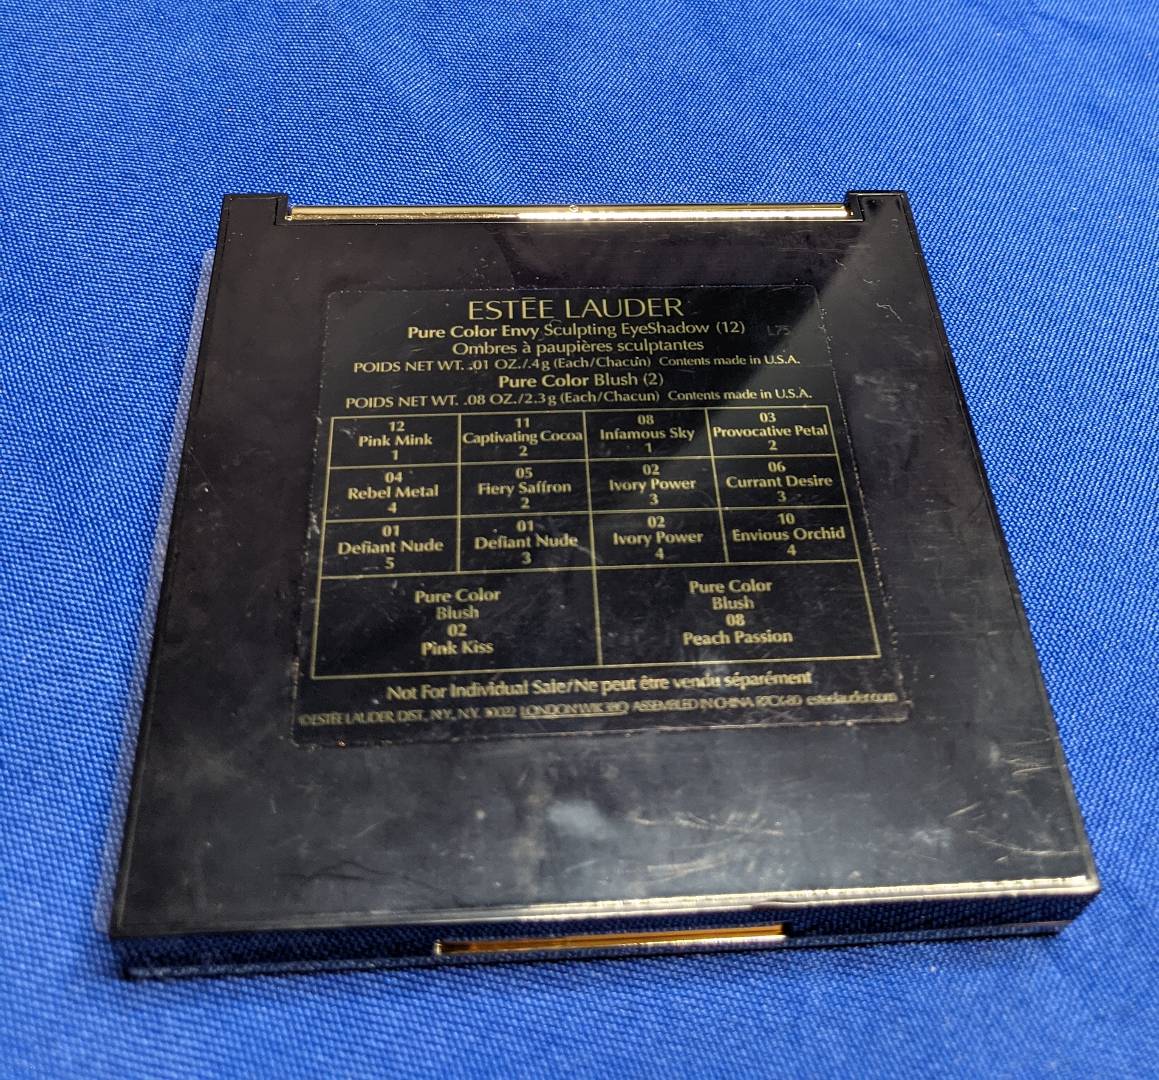 ESTĒE LAUDER
Pure Color Envy Sculpting EyeShadow (12) L75
Ombres à paupières sculptantes
POIDS NET WT. .01 OZ./.4g (Each/Chacun) Contents made in U.S.A.
Pure Color Blush (2)
POIDS NET WT. .08 OZ./2.3g (Each/Chacun) Contents made in U.S.A.
12 11 08 03
Pink Mink Captivating Cocoa Infamous Sky Provocative Petal
1 2 1 2
04 05 02 06
Rebel Metal Fiery Saffron Ivory Power Currant Desire
4 2 3 3
01 01 02 10
Defiant Nude Defiant Nude Ivory Power Envious Orchid
5 3 4 4
Pure Color Pure Color
Blush Blush
02 08
Pink Kiss Peach Passion
Not For Individual Sale/Ne peut être vendu séparément
©ESTĒE LAUDER DIST. N.Y., N.Y. 10022 LONDON W1K 3BQ ASSEMBLED IN CHINA esteelauder.com